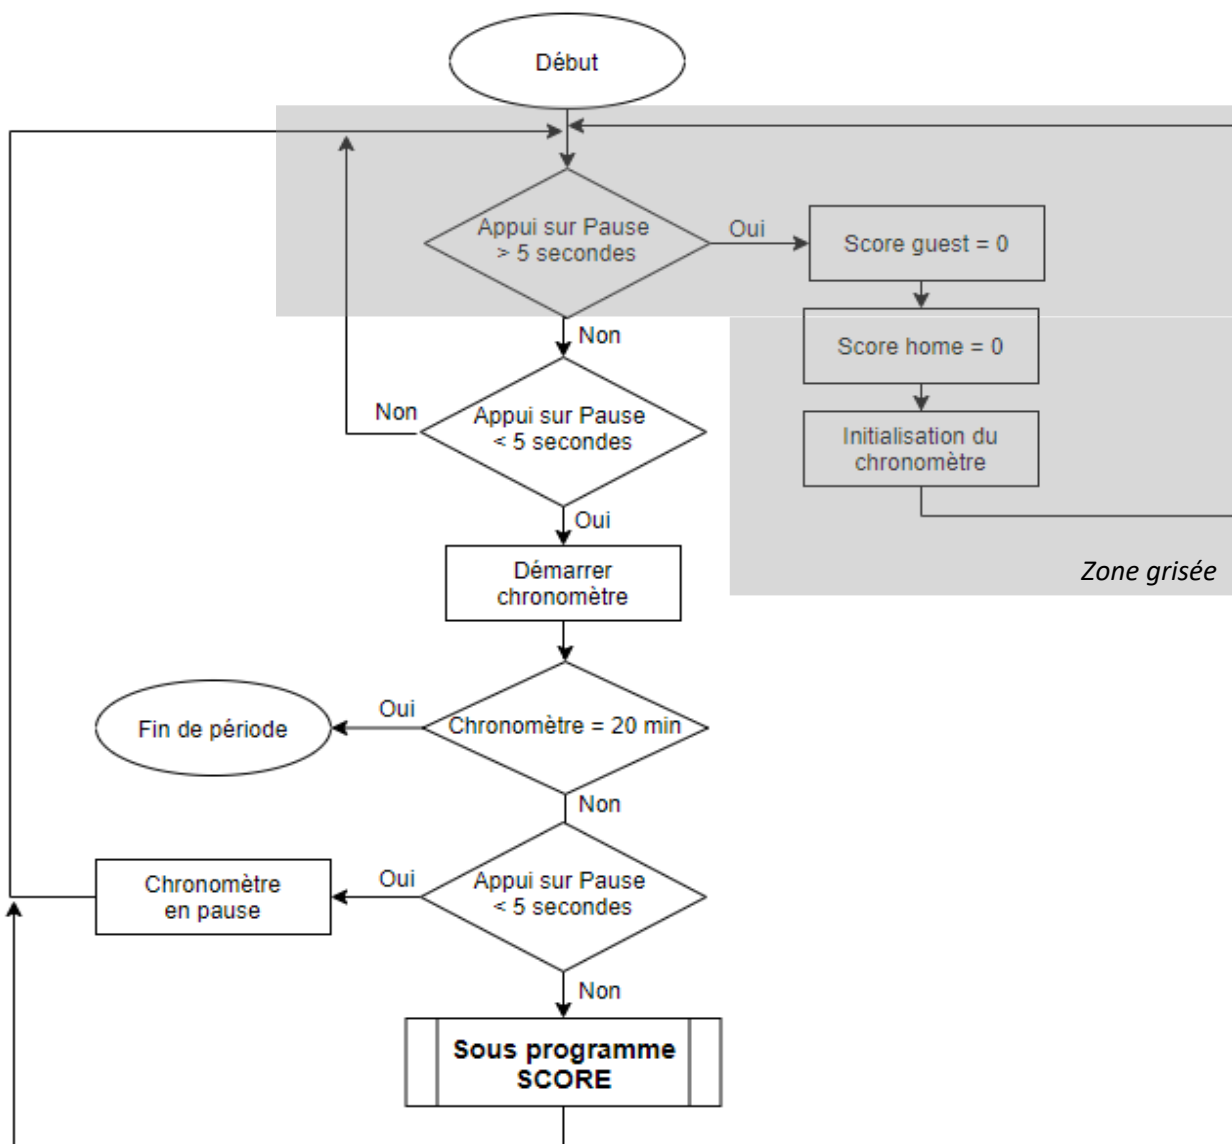 Début
Appui sur Pause
> 5 secondes
Oui
Score guest = 0
Non
Score home = 0
Non
Appui sur Pause
< 5 secondes
Initialisation du
chronomètre
Oui
Démarrer
chronomètre
Zone grisée
Oui
Fin de période
Chronomètre = 20 min
Non
Chronomètre
en pause
Oui
Appui sur Pause
< 5 secondes
Non
Sous programme
SCORE